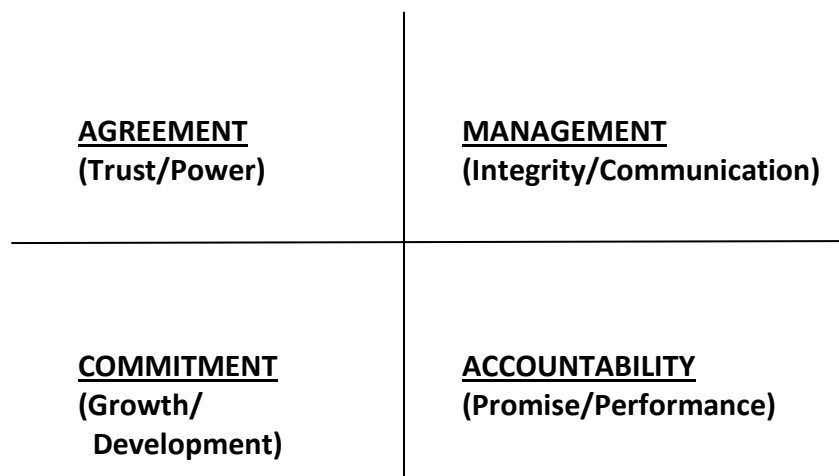 AGREEMENT
(Trust/Power)
MANAGEMENT
(Integrity/Communication)
COMMITMENT
(Growth/
Development)
ACCOUNTABILITY
(Promise/Performance)